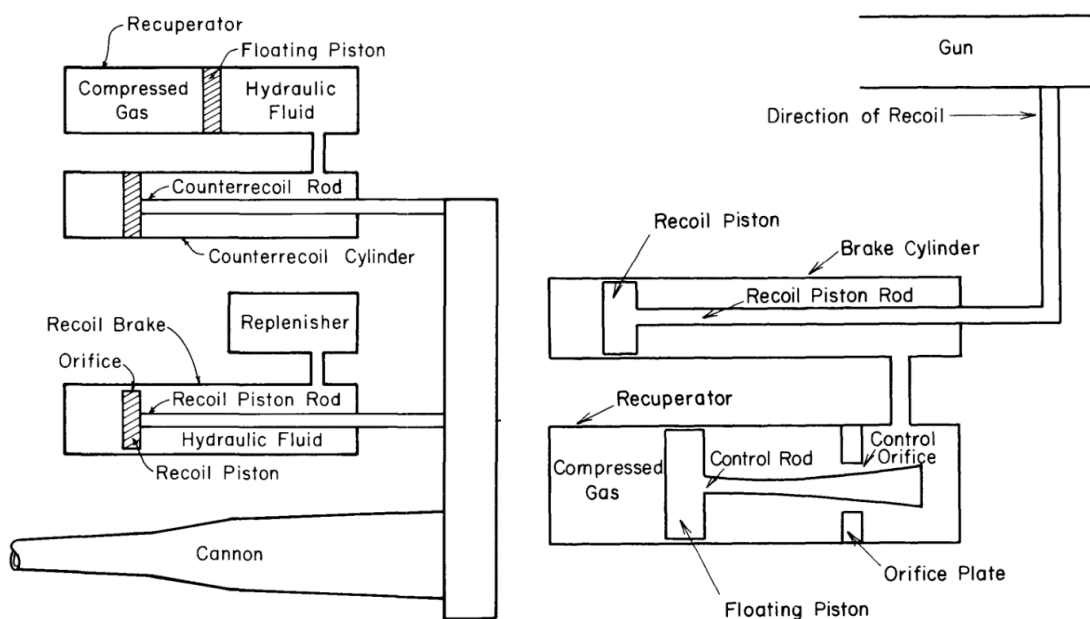 Recuperator
Floating Piston
Compressed
Gas
Hydraulic
Fluid
Counterrecoil Rod
Counterrecoil Cylinder
Recoil Brake
Orifice
Replenisher
Recoil Piston Rod
Hydraulic Fluid
Recoil Piston
Cannon
Gun
Direction of Recoil
Recoil Piston
Brake Cylinder
Recoil Piston Rod
Recuperator
Compressed
Gas
Control Rod
Control
Orifice
Orifice Plate
Floating Piston